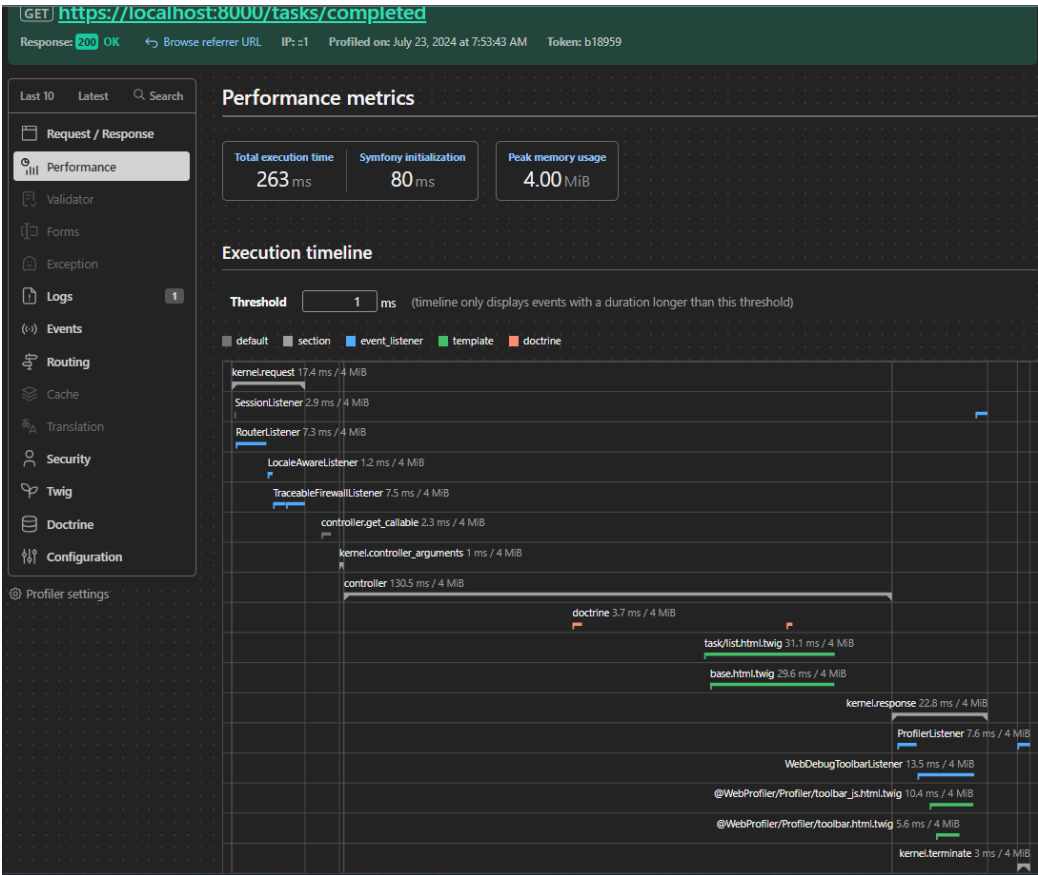 GET https://localhost:8000/tasks/completed
Response: 200 OK Browse referrer URL IP: ::1 Profiled on: July 23, 2024 at 7:53:43 AM Token: b18959
Last 10 Latest Search
Request / Response
Performance
Validator
Forms
Exception
Logs 1
Events
Routing
Cache
Translation
Security
Twig
Doctrine
Configuration
Profiler settings
Performance metrics
Total execution time
263 ms
Symfony initialization
80 ms
Peak memory usage
4.00 MiB
Execution timeline
Threshold 1 ms (timeline only displays events with a duration longer than this threshold)
default section event_listener template doctrine
kernel.request 17.4 ms / 4 MiB
SessionListener 2.9 ms / 4 MiB
RouterListener 7.3 ms / 4 MiB
LocaleAwareListener 1.2 ms / 4 MiB
TraceableFirewallListener 7.5 ms / 4 MiB
controller.get_callable 2.3 ms / 4 MiB
kernel.controller_arguments 1 ms / 4 MiB
controller 130.5 ms / 4 MiB
doctrine 3.7 ms / 4 MiB
task/list.html.twig 31.1 ms / 4 MiB
base.html.twig 29.6 ms / 4 MiB
kernel.response 22.8 ms / 4 MiB
ProfilerListener 7.6 ms / 4 MiB
WebDebugToolbarListener 13.5 ms / 4 MiB
@WebProfiler/Profiler/toolbar_js.html.twig 10.4 ms / 4 MiB
@WebProfiler/Profiler/toolbar.html.twig 5.6 ms / 4 MiB
kernel.terminate 3 ms / 4 MiB